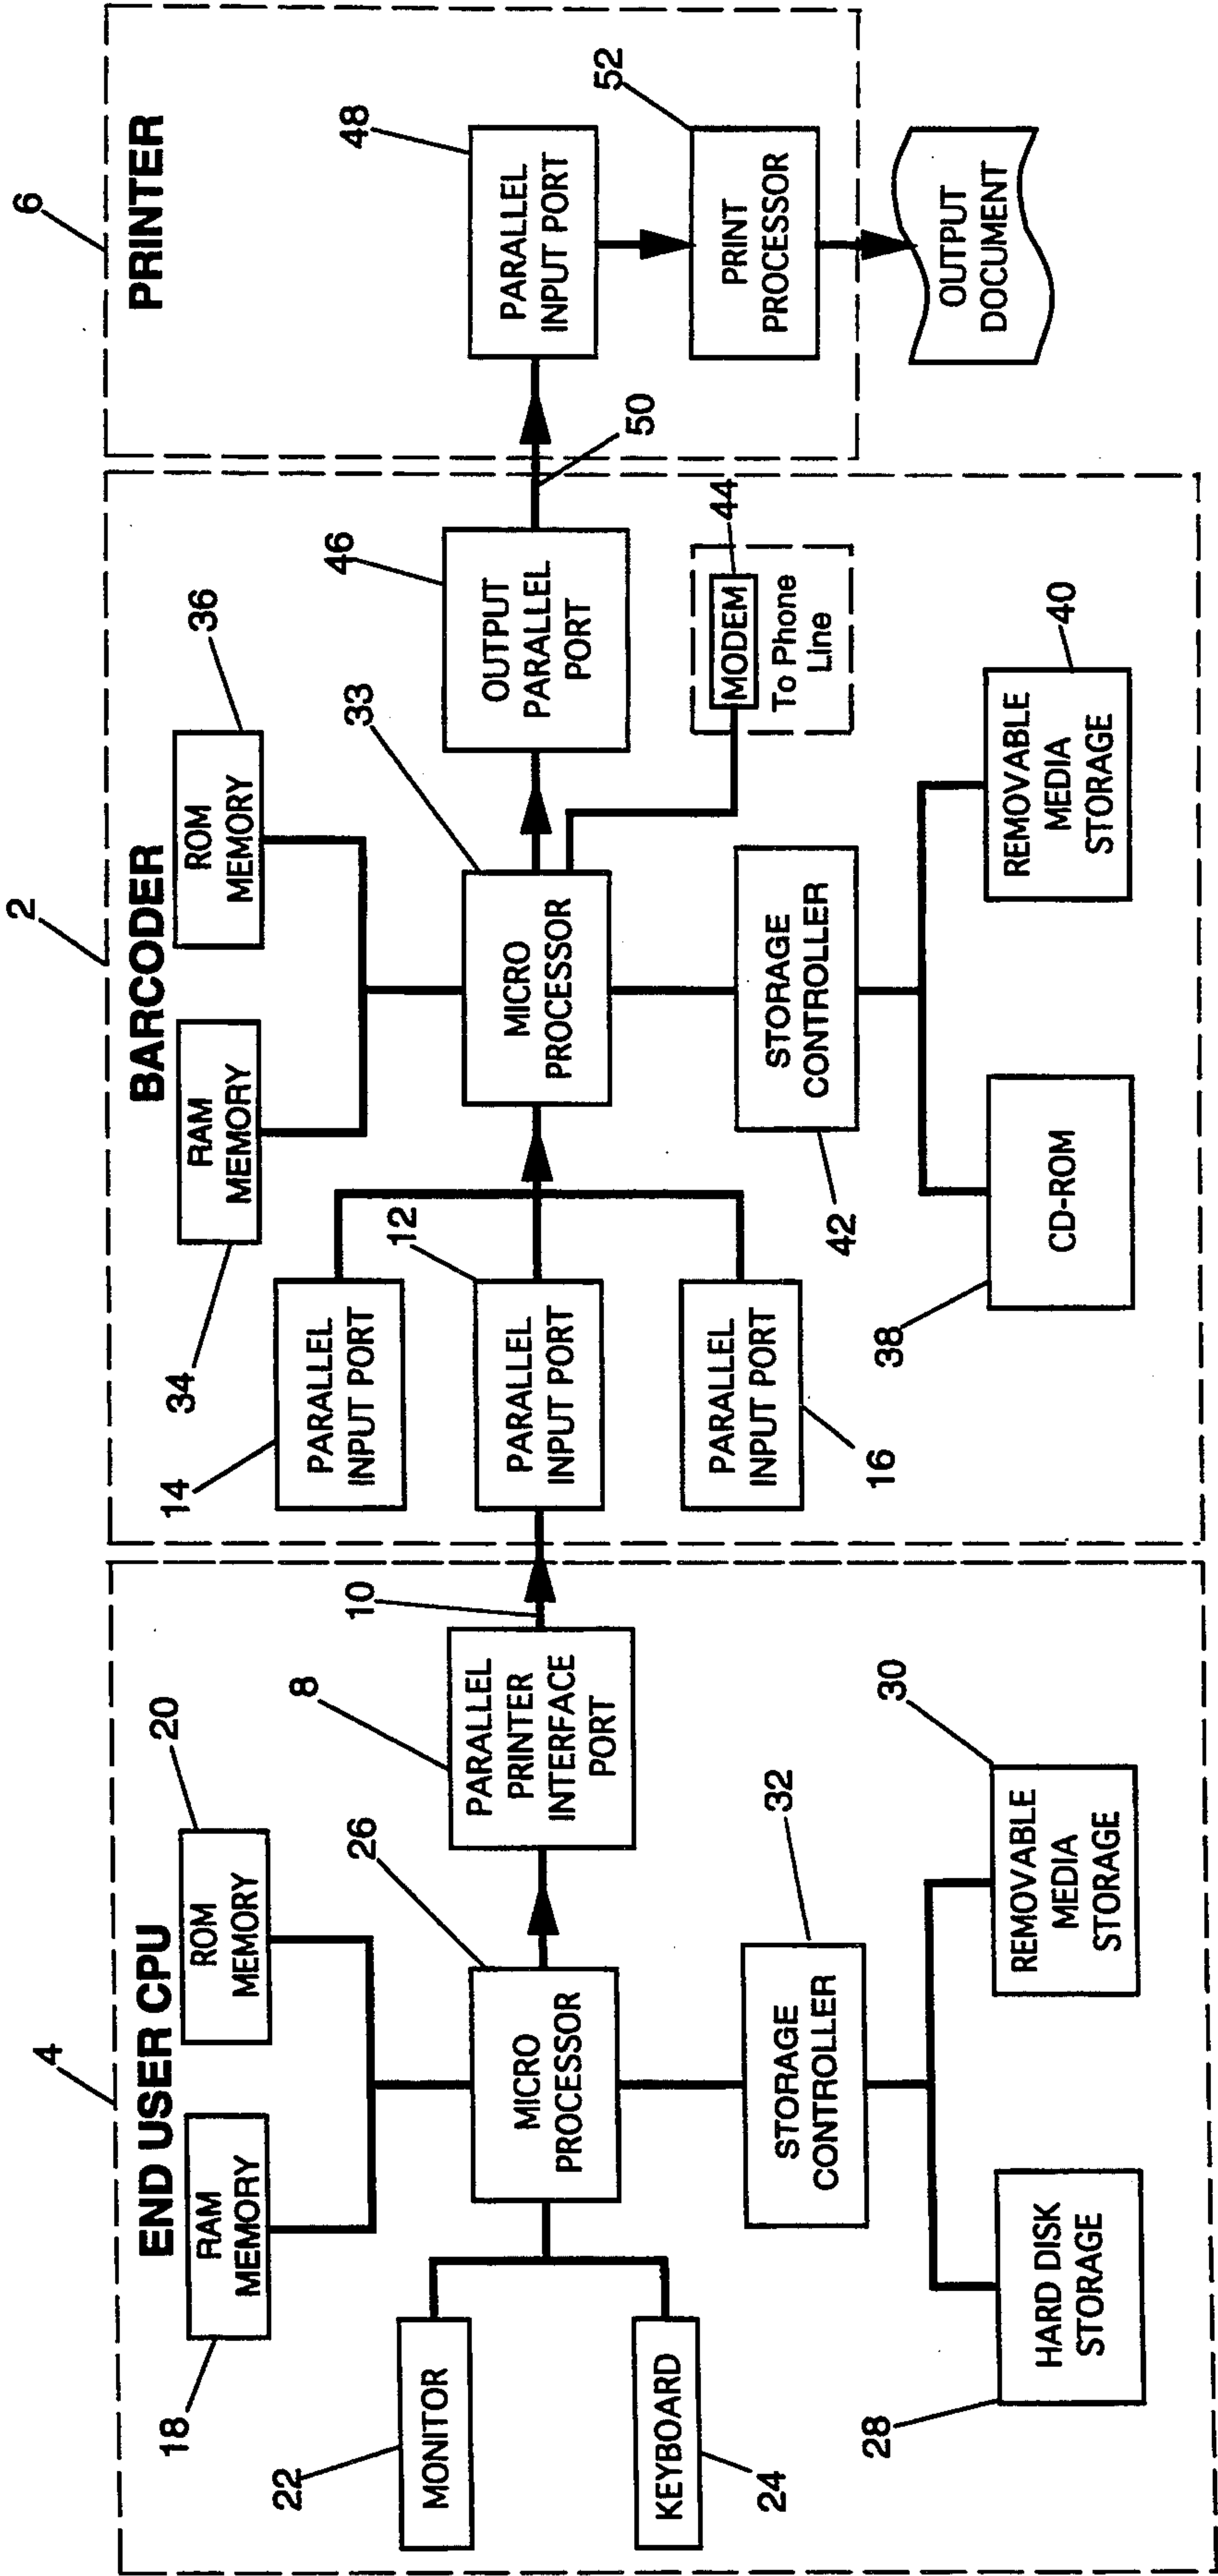 4
END USER CPU
18
RAM
MEMORY
20
ROM
MEMORY
22
MONITOR
KEYBOARD
24
26
MICRO
PROCESSOR
8
PARALLEL
PRINTER
INTERFACE
PORT
10
32
STORAGE
CONTROLLER
28
HARD DISK
STORAGE
30
REMOVABLE
MEDIA
STORAGE
2
BARCODER
34
RAM
MEMORY
36
ROM
MEMORY
14
PARALLEL
INPUT PORT
12
PARALLEL
INPUT PORT
PARALLEL
INPUT PORT
16
33
MICRO
PROCESSOR
46
OUTPUT
PARALLEL
PORT
44
MODEM
To Phone
Line
STORAGE
CONTROLLER
42
38
CD-ROM
40
REMOVABLE
MEDIA
STORAGE
6
PRINTER
50
48
PARALLEL
INPUT PORT
52
PRINT
PROCESSOR
OUTPUT
DOCUMENT